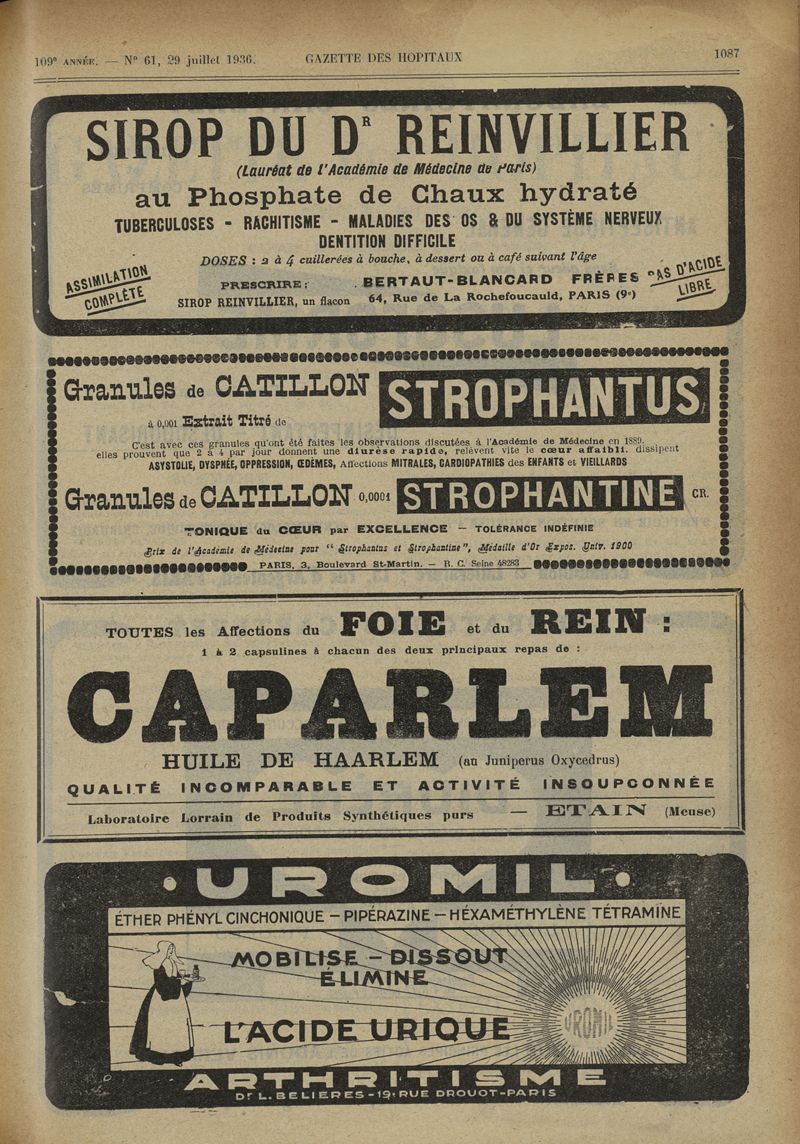 109e ANNÉE. — N° 61, 29 juillet 1936. GAZETTE DES HOPITAUX 1087
SIROP DU DR REINVILLIER
(Lauréat de l'Académie de Médecine de Paris)
au Phosphate de Chaux hydraté
TUBERCULOSES - RACHITISME - MALADIES DES OS & DU SYSTÈME NERVEUX
DENTITION DIFFICILE
DOSES : 2 à 4 cuillerées à bouche, à dessert ou à café suivant l'âge
ASSIMILATION
COMPLÈTE
PRESCRIRE :
SIROP REINVILLIER, un flacon
BERTAUT-BLANCARD FRÈRES
64, Rue de La Rochefoucauld, PARIS (9e)
PAS D'ACIDE
LIBRE
Granules de CATILLON STROPHANTUS
à 0,001 Extrait Titré de
C'est avec ces granules qu'ont été faites les observations discutées à l'Académie de Médecine en 1889.
elles prouvent que 2 à 4 par jour donnent une diurèse rapide, relèvent vite le cœur affaibli. dissipent
ASYSTOLIE, DYSPNÉE, OPPRESSION, ŒDÈMES, Affections MITRALES, CARDIOPATHIES des ENFANTS et VIEILLARDS
Granules de CATILLON 0,0001 STROPHANTINE CR.
TONIQUE du CŒUR par EXCELLENCE — TOLÉRANCE INDÉFINIE
Prix de l'Académie de Médecine pour " Strophantus et Strophantine", Médaille d'Or Expos. Univ. 1900
PARIS, 3, Boulevard St-Martin. — R. C. Seine 48283
TOUTES les Affections du FOIE et du REIN :
1 à 2 capsulines à chacun des deux principaux repas de :
CAPARLEM
HUILE DE HAARLEM (au Juniperus Oxycedrus)
QUALITÉ INCOMPARABLE ET ACTIVITÉ INSOUPCONNÉE
Laboratoire Lorrain de Produits Synthétiques purs — ETAIN (Meuse)
• UROMIL •
ÉTHER PHÉNYL CINCHONIQUE — PIPÉRAZINE — HÉXAMÉTHYLÈNE TÉTRAMINE
MOBILISE — DISSOUT
ÉLIMINE
L'ACIDE URIQUE
UROMIL
ARTHRITISME
Dr L. BELIERES - 19, RUE DROUOT - PARIS